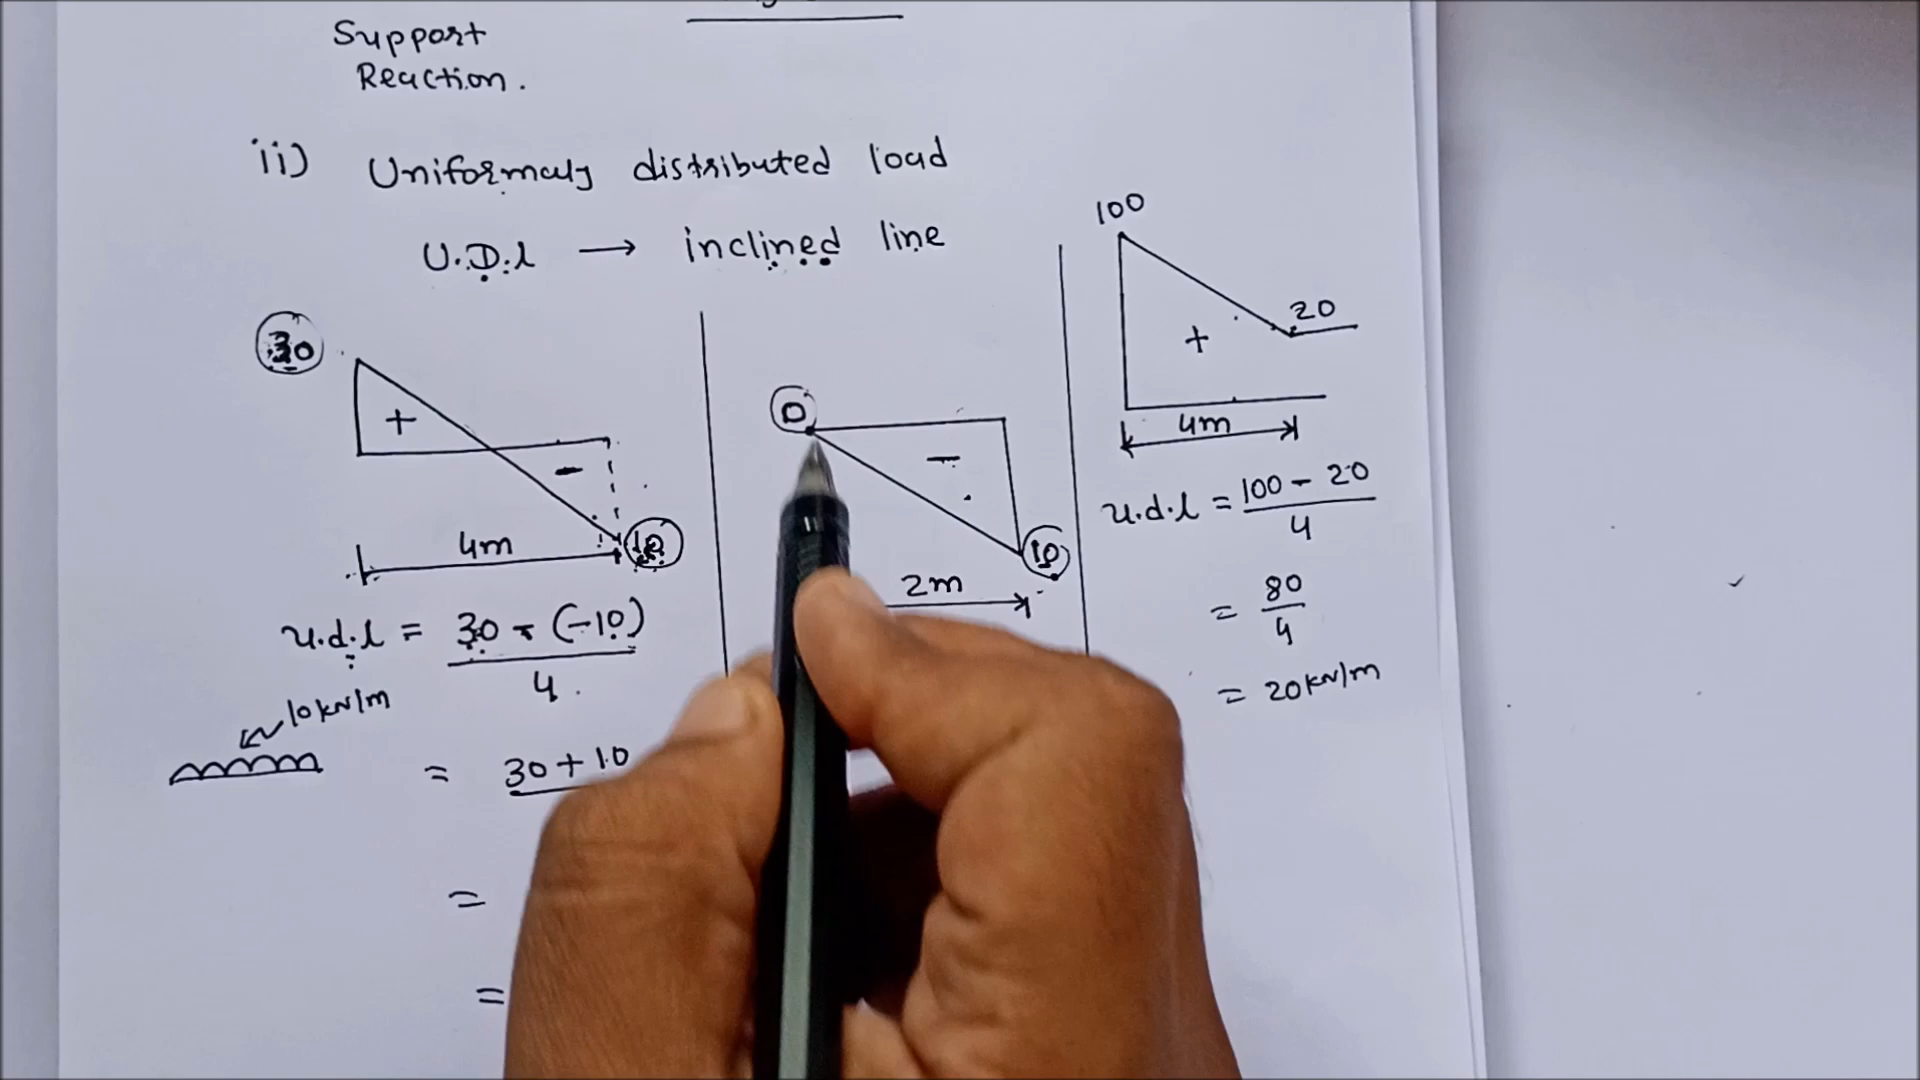 Support
Reaction.
ii) Uniformaly distributed load
U.D.l → inclined line
30
+
-
10
4m
u.d.l = 30 - (-10)
4
10kN/m
= 30+10
=
=
0
-
10
2m
100
20
+
4m
u.d.l = 100 - 20
4
= 80
4
= 20kN/m